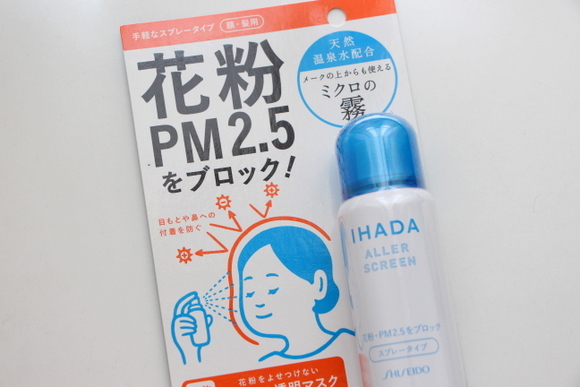 手軽なスプレータイプ 顔・髪用
天然
温泉水配合
メークの上からも使える
ミクロの
霧
花粉
PM2.5
をブロック!
目もとや鼻への
付着を防ぐ
花粉をよせつけない
透明マスク
IHADA
ALLER
SCREEN
花粉・PM2.5をブロック
スプレータイプ
SHISEIDO